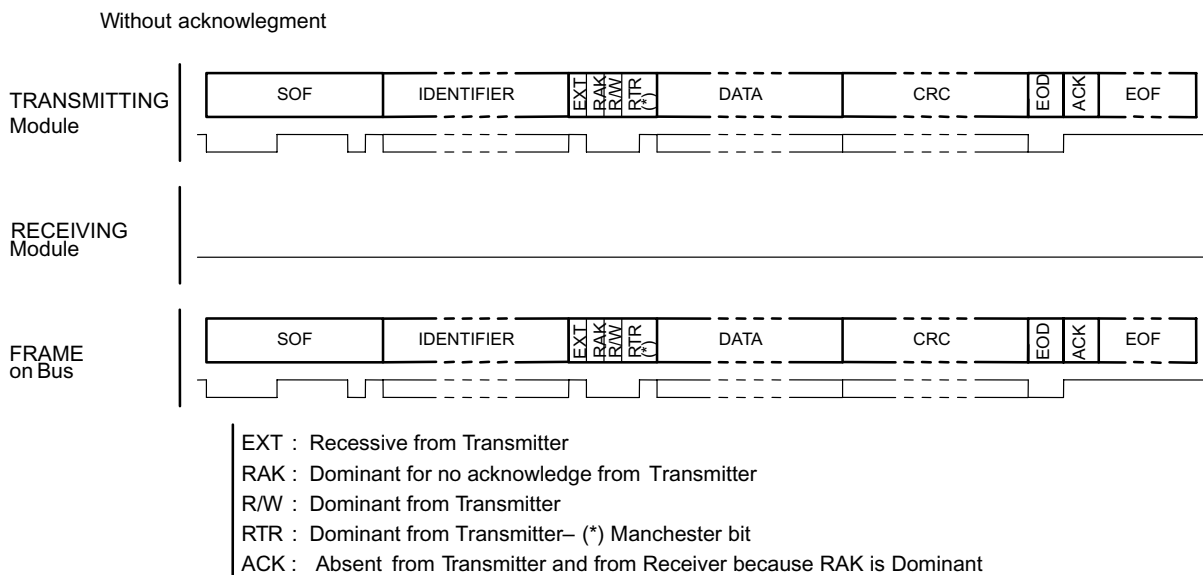 Without acknowlegment
TRANSMITTING
Module
SOF
IDENTIFIER
EXT
RAK
R/W
RTR
(*)
DATA
CRC
EOD
ACK
EOF
RECEIVING
Module
FRAME
on Bus
SOF
IDENTIFIER
EXT
RAK
R/W
RTR
(*)
DATA
CRC
EOD
ACK
EOF
EXT : Recessive from Transmitter
RAK : Dominant for no acknowledge from Transmitter
R/W : Dominant from Transmitter
RTR : Dominant from Transmitter– (*) Manchester bit
ACK : Absent from Transmitter and from Receiver because RAK is Dominant